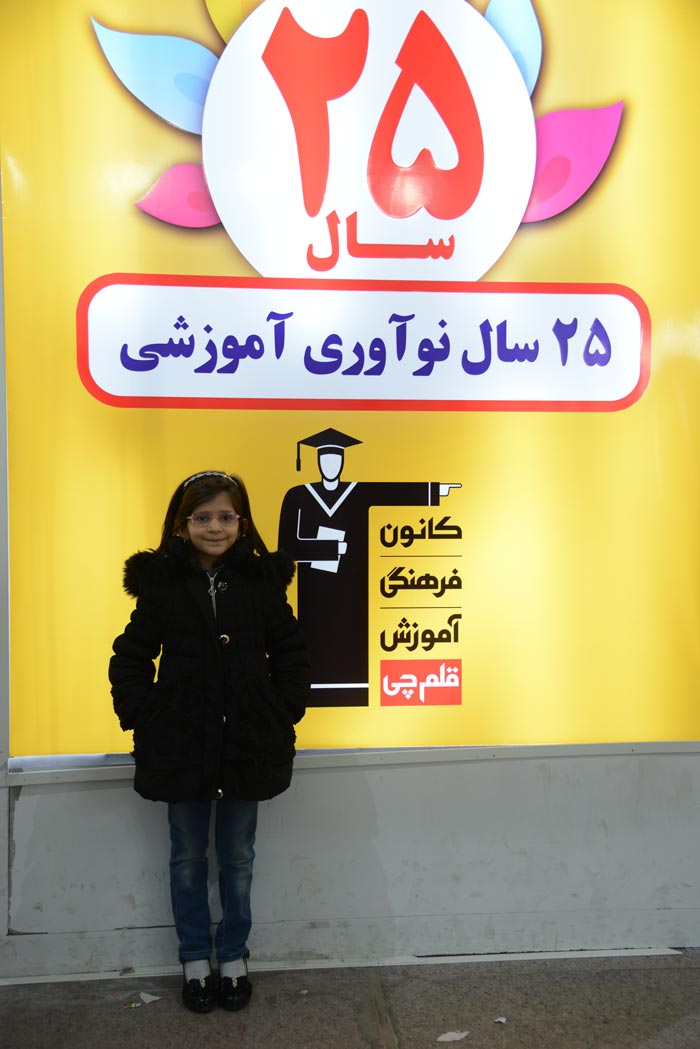 ۲۵
سال
۲۵ سال نوآوری آموزشی
کانون
فرهنگی
آموزش
قلم‌چی